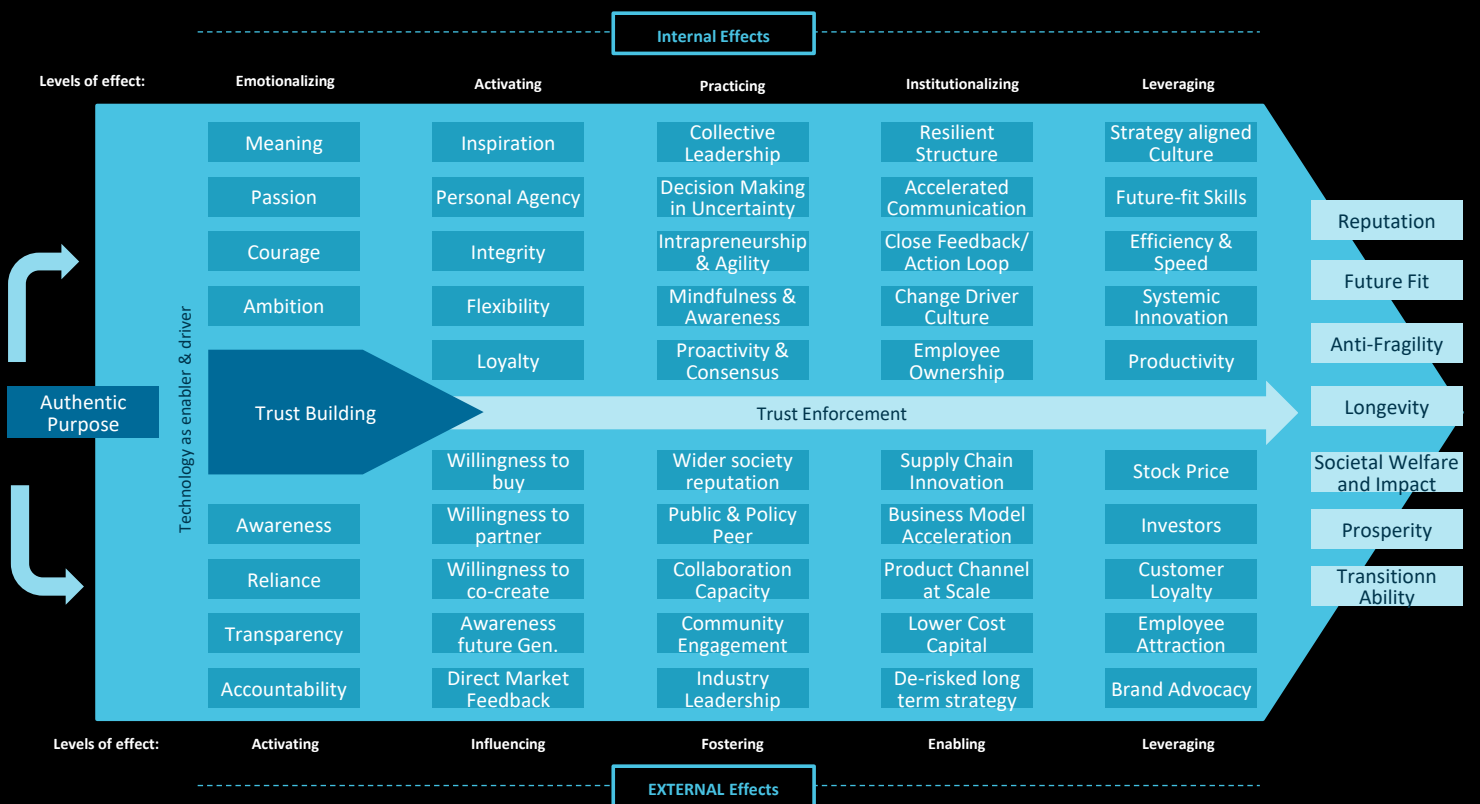 Internal Effects
Levels of effect:
Emotionalizing
Activating
Practicing
Institutionalizing
Leveraging
Meaning
Inspiration
Collective
Leadership
Resilient
Structure
Strategy aligned
Culture
Passion
Personal Agency
Decision Making
in Uncertainty
Accelerated
Communication
Future-fit Skills
Courage
Integrity
Intrapreneurship
& Agility
Close Feedback/
Action Loop
Efficiency &
Speed
Ambition
Flexibility
Mindfulness &
Awareness
Change Driver
Culture
Systemic
Innovation
Loyalty
Proactivity &
Consensus
Employee
Ownership
Productivity
Authentic
Purpose
Technology as enabler & driver
Trust Building
Trust Enforcement
Willingness to
buy
Wider society
reputation
Supply Chain
Innovation
Stock Price
Awareness
Willingness to
partner
Public & Policy
Peer
Business Model
Acceleration
Investors
Reliance
Willingness to
co-create
Collaboration
Capacity
Product Channel
at Scale
Customer
Loyalty
Transparency
Awareness
future Gen.
Community
Engagement
Lower Cost
Capital
Employee
Attraction
Accountability
Direct Market
Feedback
Industry
Leadership
De-risked long
term strategy
Brand Advocacy
Reputation
Future Fit
Anti-Fragility
Longevity
Societal Welfare
and Impact
Prosperity
Transitionn
Ability
Levels of effect:
Activating
Influencing
Fostering
Enabling
Leveraging
EXTERNAL Effects